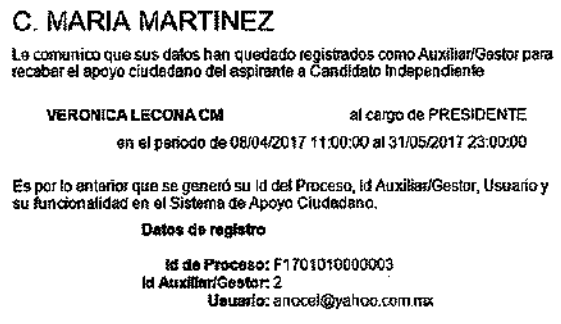 C. MARIA MARTINEZ
Le comunico que sus datos han quedado registrados como Auxiliar/Gestor para
recabar el apoyo ciudadano del aspirante a Candidato Independiente
VERONICA LECONA CM al cargo de PRESIDENTE
en el periodo de 08/04/2017 11:00:00 al 31/05/2017 23:00:00
Es por lo anterior que se generó su Id del Proceso, Id Auxiliar/Gestor, Usuario y
su funcionalidad en el Sistema de Apoyo Ciudadano.
Datos de registro
Id de Proceso: F1701010000003
Id Auxiliar/Gestor: 2
Usuario: anocel@yahoo.com.mx